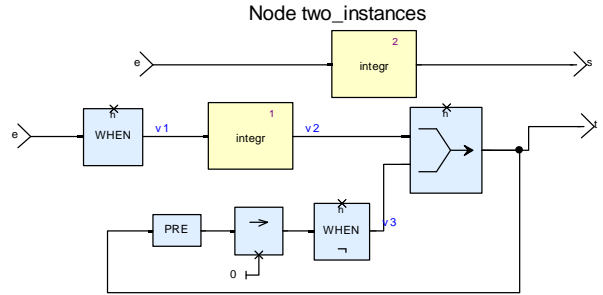 Node two_instances
e
2
integr
s
e
h
WHEN
v1
1
integr
v2
h
t
PRE
0
h
WHEN
¬
v3